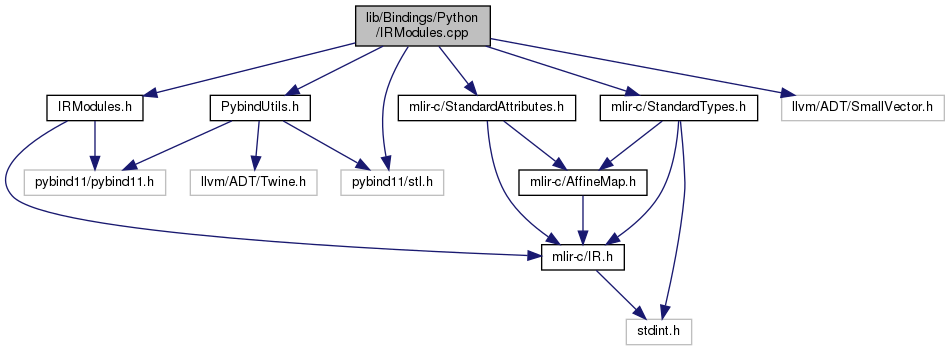 lib/Bindings/Python
/IRModules.cpp
IRModules.h
PybindUtils.h
mlir-c/StandardAttributes.h
mlir-c/StandardTypes.h
llvm/ADT/SmallVector.h
pybind11/pybind11.h
llvm/ADT/Twine.h
pybind11/stl.h
mlir-c/AffineMap.h
mlir-c/IR.h
stdint.h